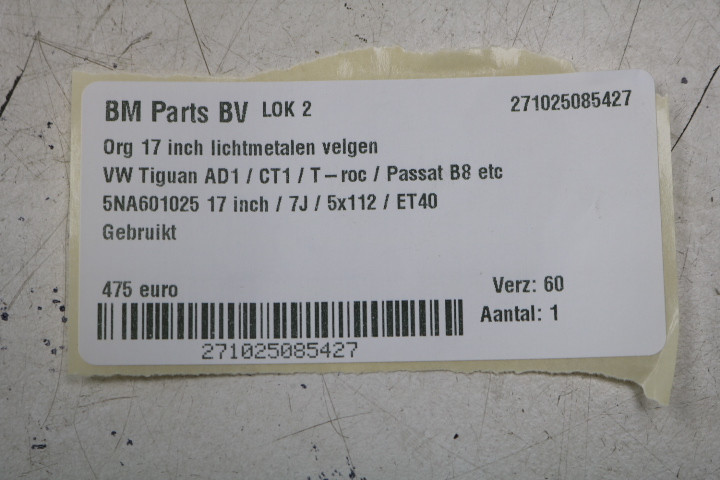 BM Parts BV LOK 2 271025085427
Org 17 inch lichtmetalen velgen
VW Tiguan AD1 / CT1 / T-roc / Passat B8 etc
5NA601025 17 inch / 7J / 5x112 / ET40
Gebruikt
475 euro Verz: 60
Aantal: 1
271025085427